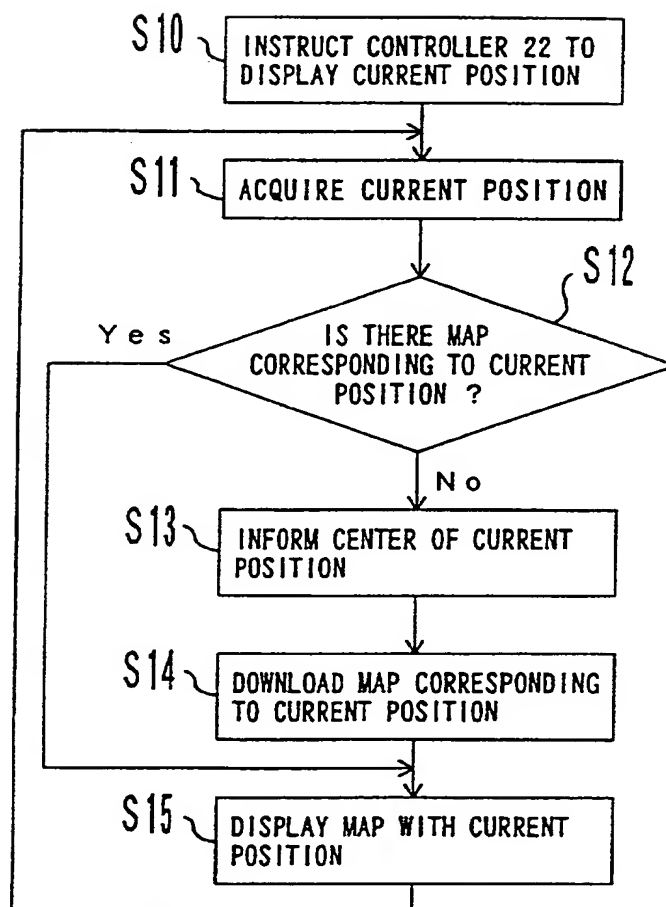 S10
INSTRUCT CONTROLLER 22 TO
DISPLAY CURRENT POSITION
S11
ACQUIRE CURRENT POSITION
S12
Yes
IS THERE MAP
CORRESPONDING TO CURRENT
POSITION ?
No
S13
INFORM CENTER OF CURRENT
POSITION
S14
DOWNLOAD MAP CORRESPONDING
TO CURRENT POSITION
S15
DISPLAY MAP WITH CURRENT
POSITION